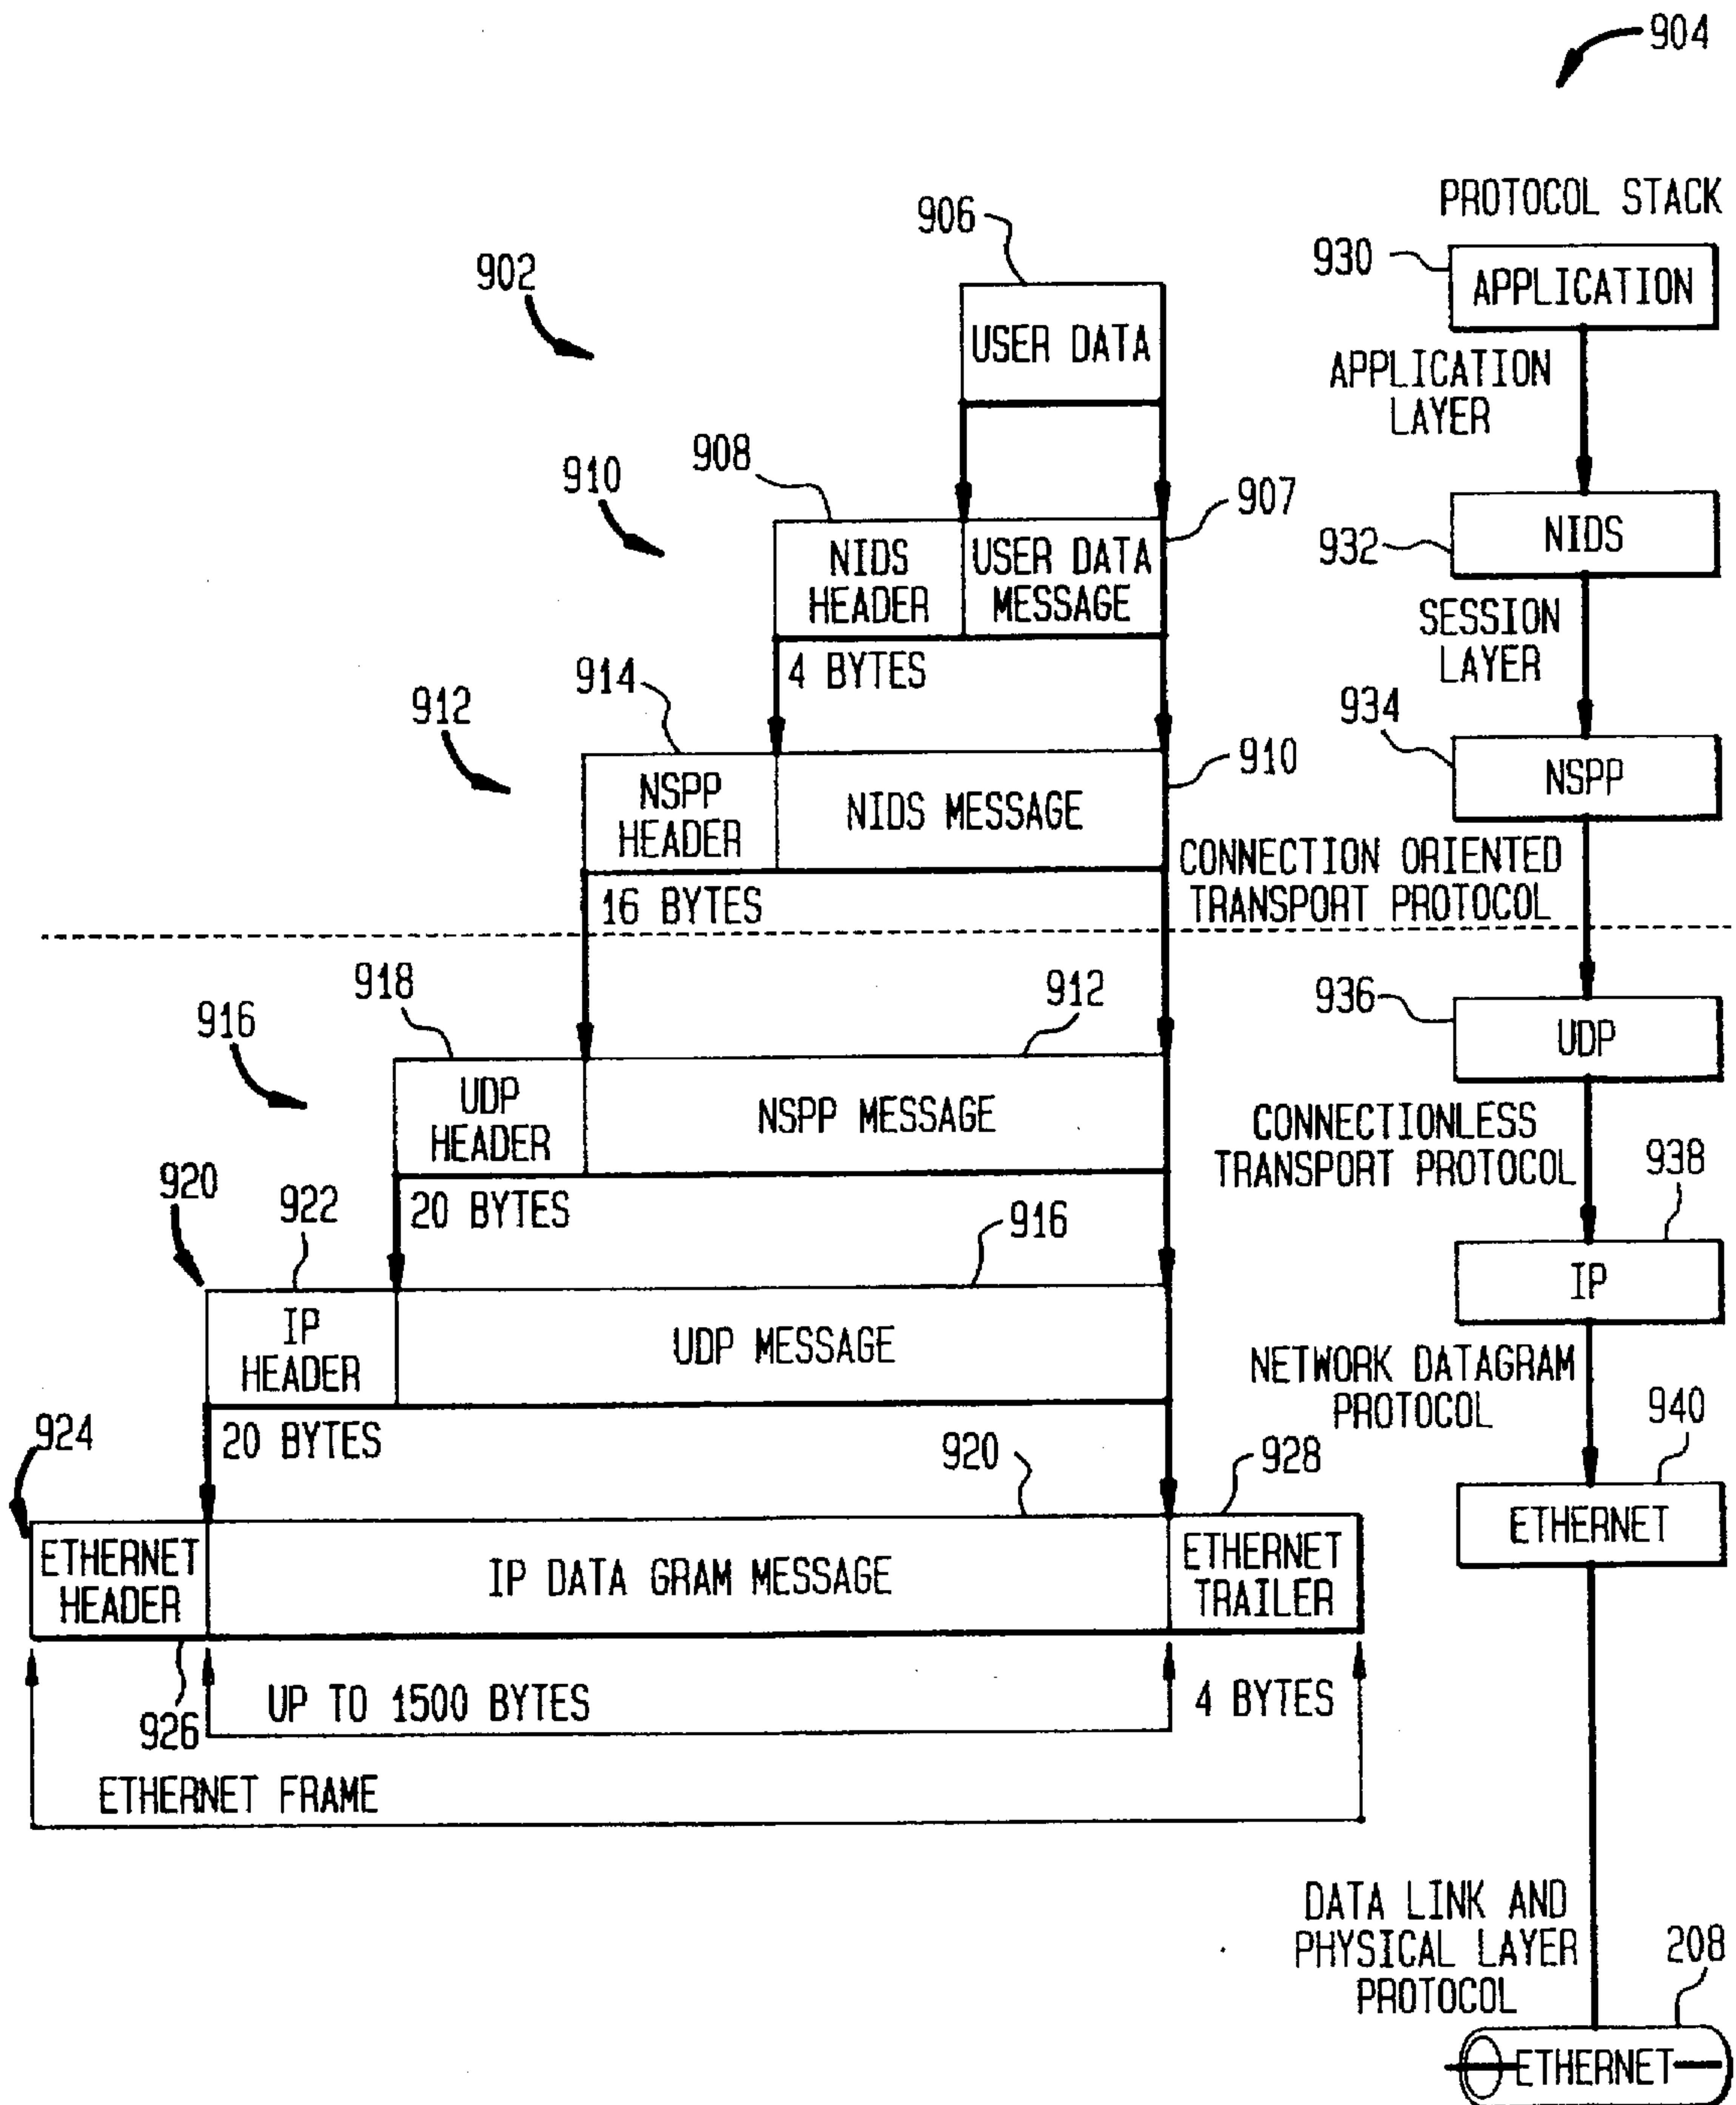 904
PROTOCOL STACK
906
930
APPLICATION
902
USER DATA
APPLICATION
LAYER
908
910
907
NIDS
HEADER
USER DATA
MESSAGE
932
NIDS
4 BYTES
SESSION
LAYER
914
912
934
910
NSPP
HEADER
NIDS MESSAGE
NSPP
16 BYTES
CONNECTION ORIENTED
TRANSPORT PROTOCOL
918
912
936
916
UDP
HEADER
NSPP MESSAGE
UDP
20 BYTES
CONNECTIONLESS
TRANSPORT PROTOCOL
938
920
922
916
IP
HEADER
UDP MESSAGE
IP
20 BYTES
NETWORK DATAGRAM
PROTOCOL
924
920
928
940
ETHERNET
HEADER
IP DATA GRAM MESSAGE
ETHERNET
TRAILER
ETHERNET
926
UP TO 1500 BYTES
4 BYTES
ETHERNET FRAME
DATA LINK AND
PHYSICAL LAYER
PROTOCOL
208
ETHERNET